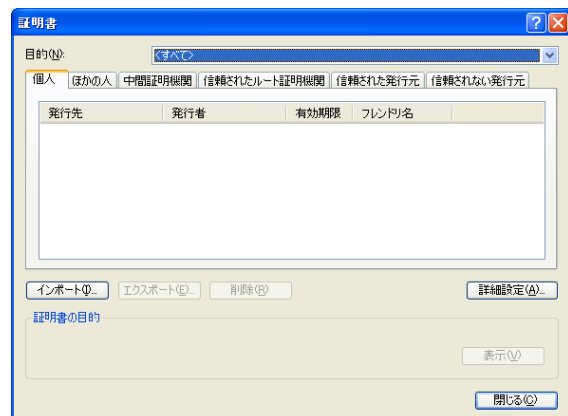 証明書
目的(N): <すべて>
個人 ほかの人 中間証明機関 信頼されたルート証明機関 信頼された発行元 信頼されない発行元
発行先 発行者 有効期限 フレンドリ名
インポート(I)... エクスポート(E)... 削除(R) 詳細設定(A)...
証明書の目的
表示(V)
閉じる(C)